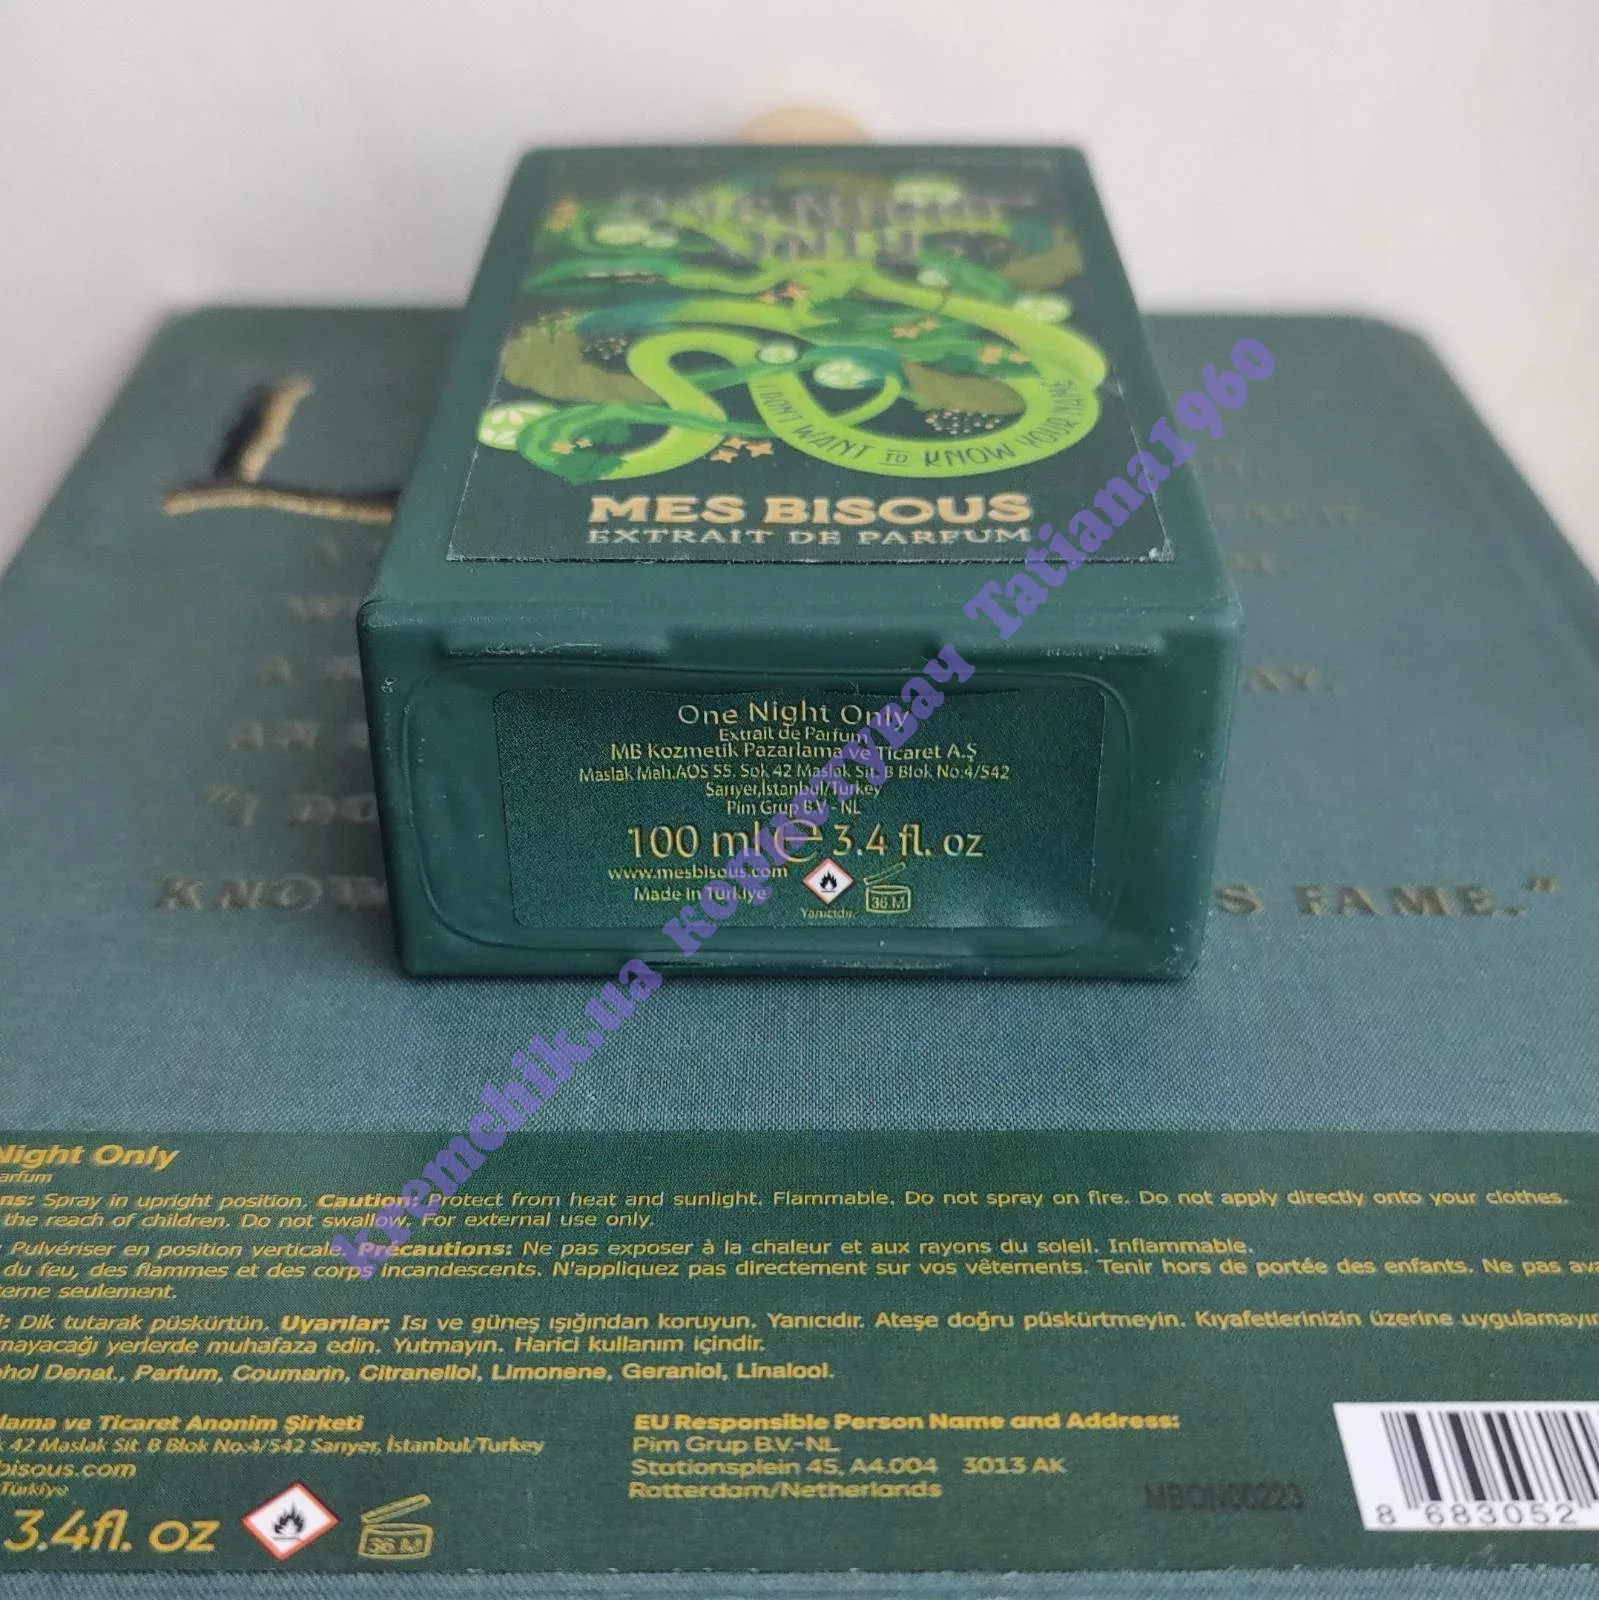 ONE NIGHT
ONLY
I DON'T WANT TO KNOW YOUR NAME
MES BISOUS
EXTRAIT DE PARFUM
One Night Only
Extrait de Parfum
MB Kozmetik Pazarlama ve Ticaret A.Ş
Maslak Mah.AOS 55. Sok 42 Maslak Sit. B Blok No:4/542
Sarıyer,İstanbul/Turkey
Pim Grup B.V - NL
100 ml e 3.4 fl. oz
www.mesbisous.com
Made in Türkiye
36 M
Yanıcıdır.
"I DO
KNOW
S FAME."
Night Only
arfum
ns: Spray in upright position. Caution: Protect from heat and sunlight. Flammable. Do not spray on fire. Do not apply directly onto your clothes.
the reach of children. Do not swallow. For external use only.
: Pulvériser en position verticale. Précautions: Ne pas exposer à la chaleur et aux rayons du soleil. Inflammable.
du feu, des flammes et des corps incandescents. N'appliquez pas directement sur vos vêtements. Tenir hors de portée des enfants. Ne pas ava
terne seulement.
i: Dik tutarak püskürtün. Uyarılar: Isı ve güneş ışığından koruyun. Yanıcıdır. Ateşe doğru püskürtmeyin. Kıyafetlerinizin üzerine uygulamayın
mayacağı yerlerde muhafaza edin. Yutmayın. Harici kullanım içindir.
hol Denat., Parfum, Coumarin, Citranellol, Limonene, Geraniol, Linalool.
lama ve Ticaret Anonim Şirketi
42 Maslak Sit. B Blok No:4/542 Sarıyer, İstanbul/Turkey
bisous.com
Türkiye
3.4fl. oz
36 M
EU Responsible Person Name and Address:
Pim Grup B.V.-NL
Stationsplein 45, A4.004 3013 AK
Rotterdam/Netherlands
MBON00223
8 683052
kremchik.ua користувач Tatiana1960